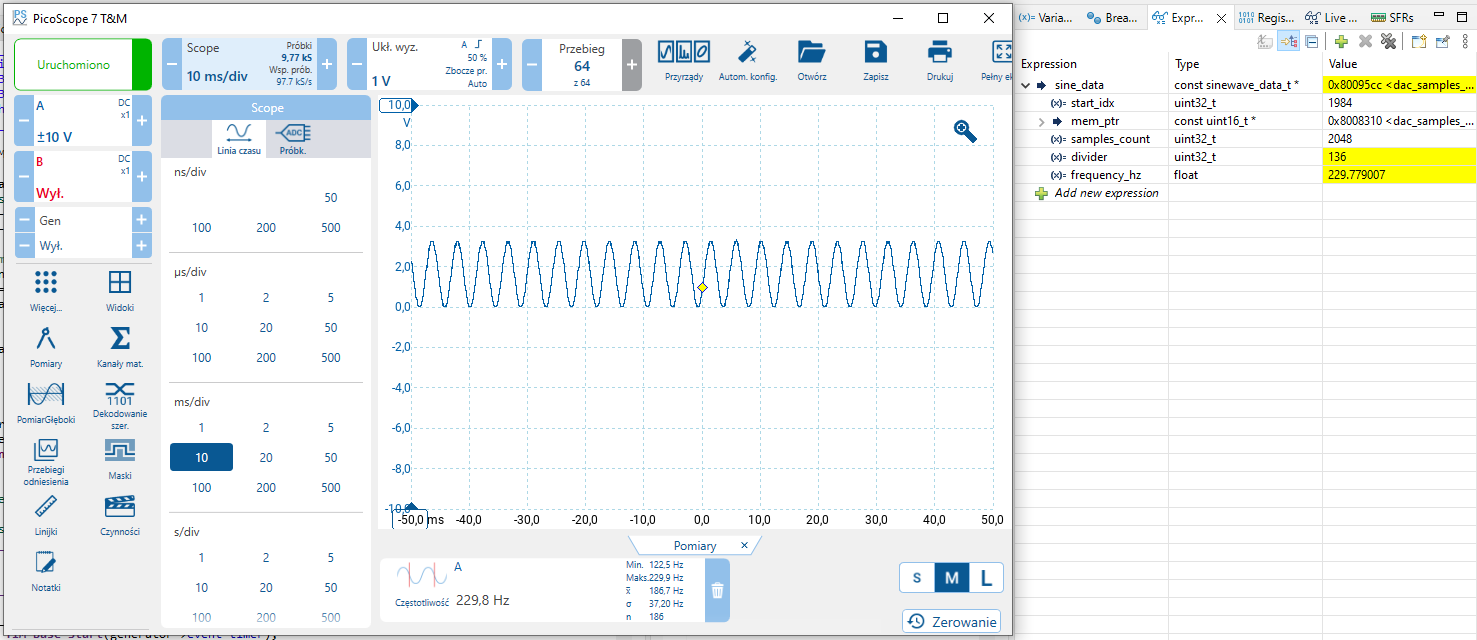 PicoScope 7 T&M
Uruchomiono
Scope
10 ms/div
Próbki
9,77 kS
Wsp. prób.
97.7 kS/s
Ukł. wyz.
1 V
A
50 %
Zbocze pr.
Auto
Przebieg
64
z 64
Przyrządy
Autom. konfig.
Otwórz
Zapisz
Drukuj
Pełny ek
A
DC
x1
±10 V
B
DC
x1
Wył.
Gen
Wył.
Więcej...
Widoki
Pomiary
Kanały mat.
PomiarGłęboki
1101
Dekodowanie
szer.
Przebiegi
odniesienia
Maski
Linijki
Czynności
Notatki
Scope
Linia czasu
ADC
Próbk.
ns/div
50
100 200 500
µs/div
1 2 5
10 20 50
100 200 500
ms/div
1 2 5
10 20 50
100 200 500
s/div
1 2 5
10 20 50
100 200 500
10,0
V
8,0
6,0
4,0
2,0
0,0
-2,0
-4,0
-6,0
-8,0
-10,0
-50,0 ms -40,0 -30,0 -20,0 -10,0 0,0 10,0 20,0 30,0 40,0 50,0
Pomiary
A
Częstotliwość 229,8 Hz
Min. 122,5 Hz
Maks. 229,9 Hz
x̄ 186,7 Hz
σ 37,20 Hz
n 186
S M L
Zerowanie
(x)= Varia...
Brea...
Expr...
Regis...
Live ...
SFRs
Expression Type Value
sine_data const sinewave_data_t * 0x80095cc <dac_samples_...
(x)= start_idx uint32_t 1984
mem_ptr const uint16_t * 0x8008310 <dac_samples_...
(x)= samples_count uint32_t 2048
(x)= divider uint32_t 136
(x)= frequency_hz float 229.779007
Add new expression